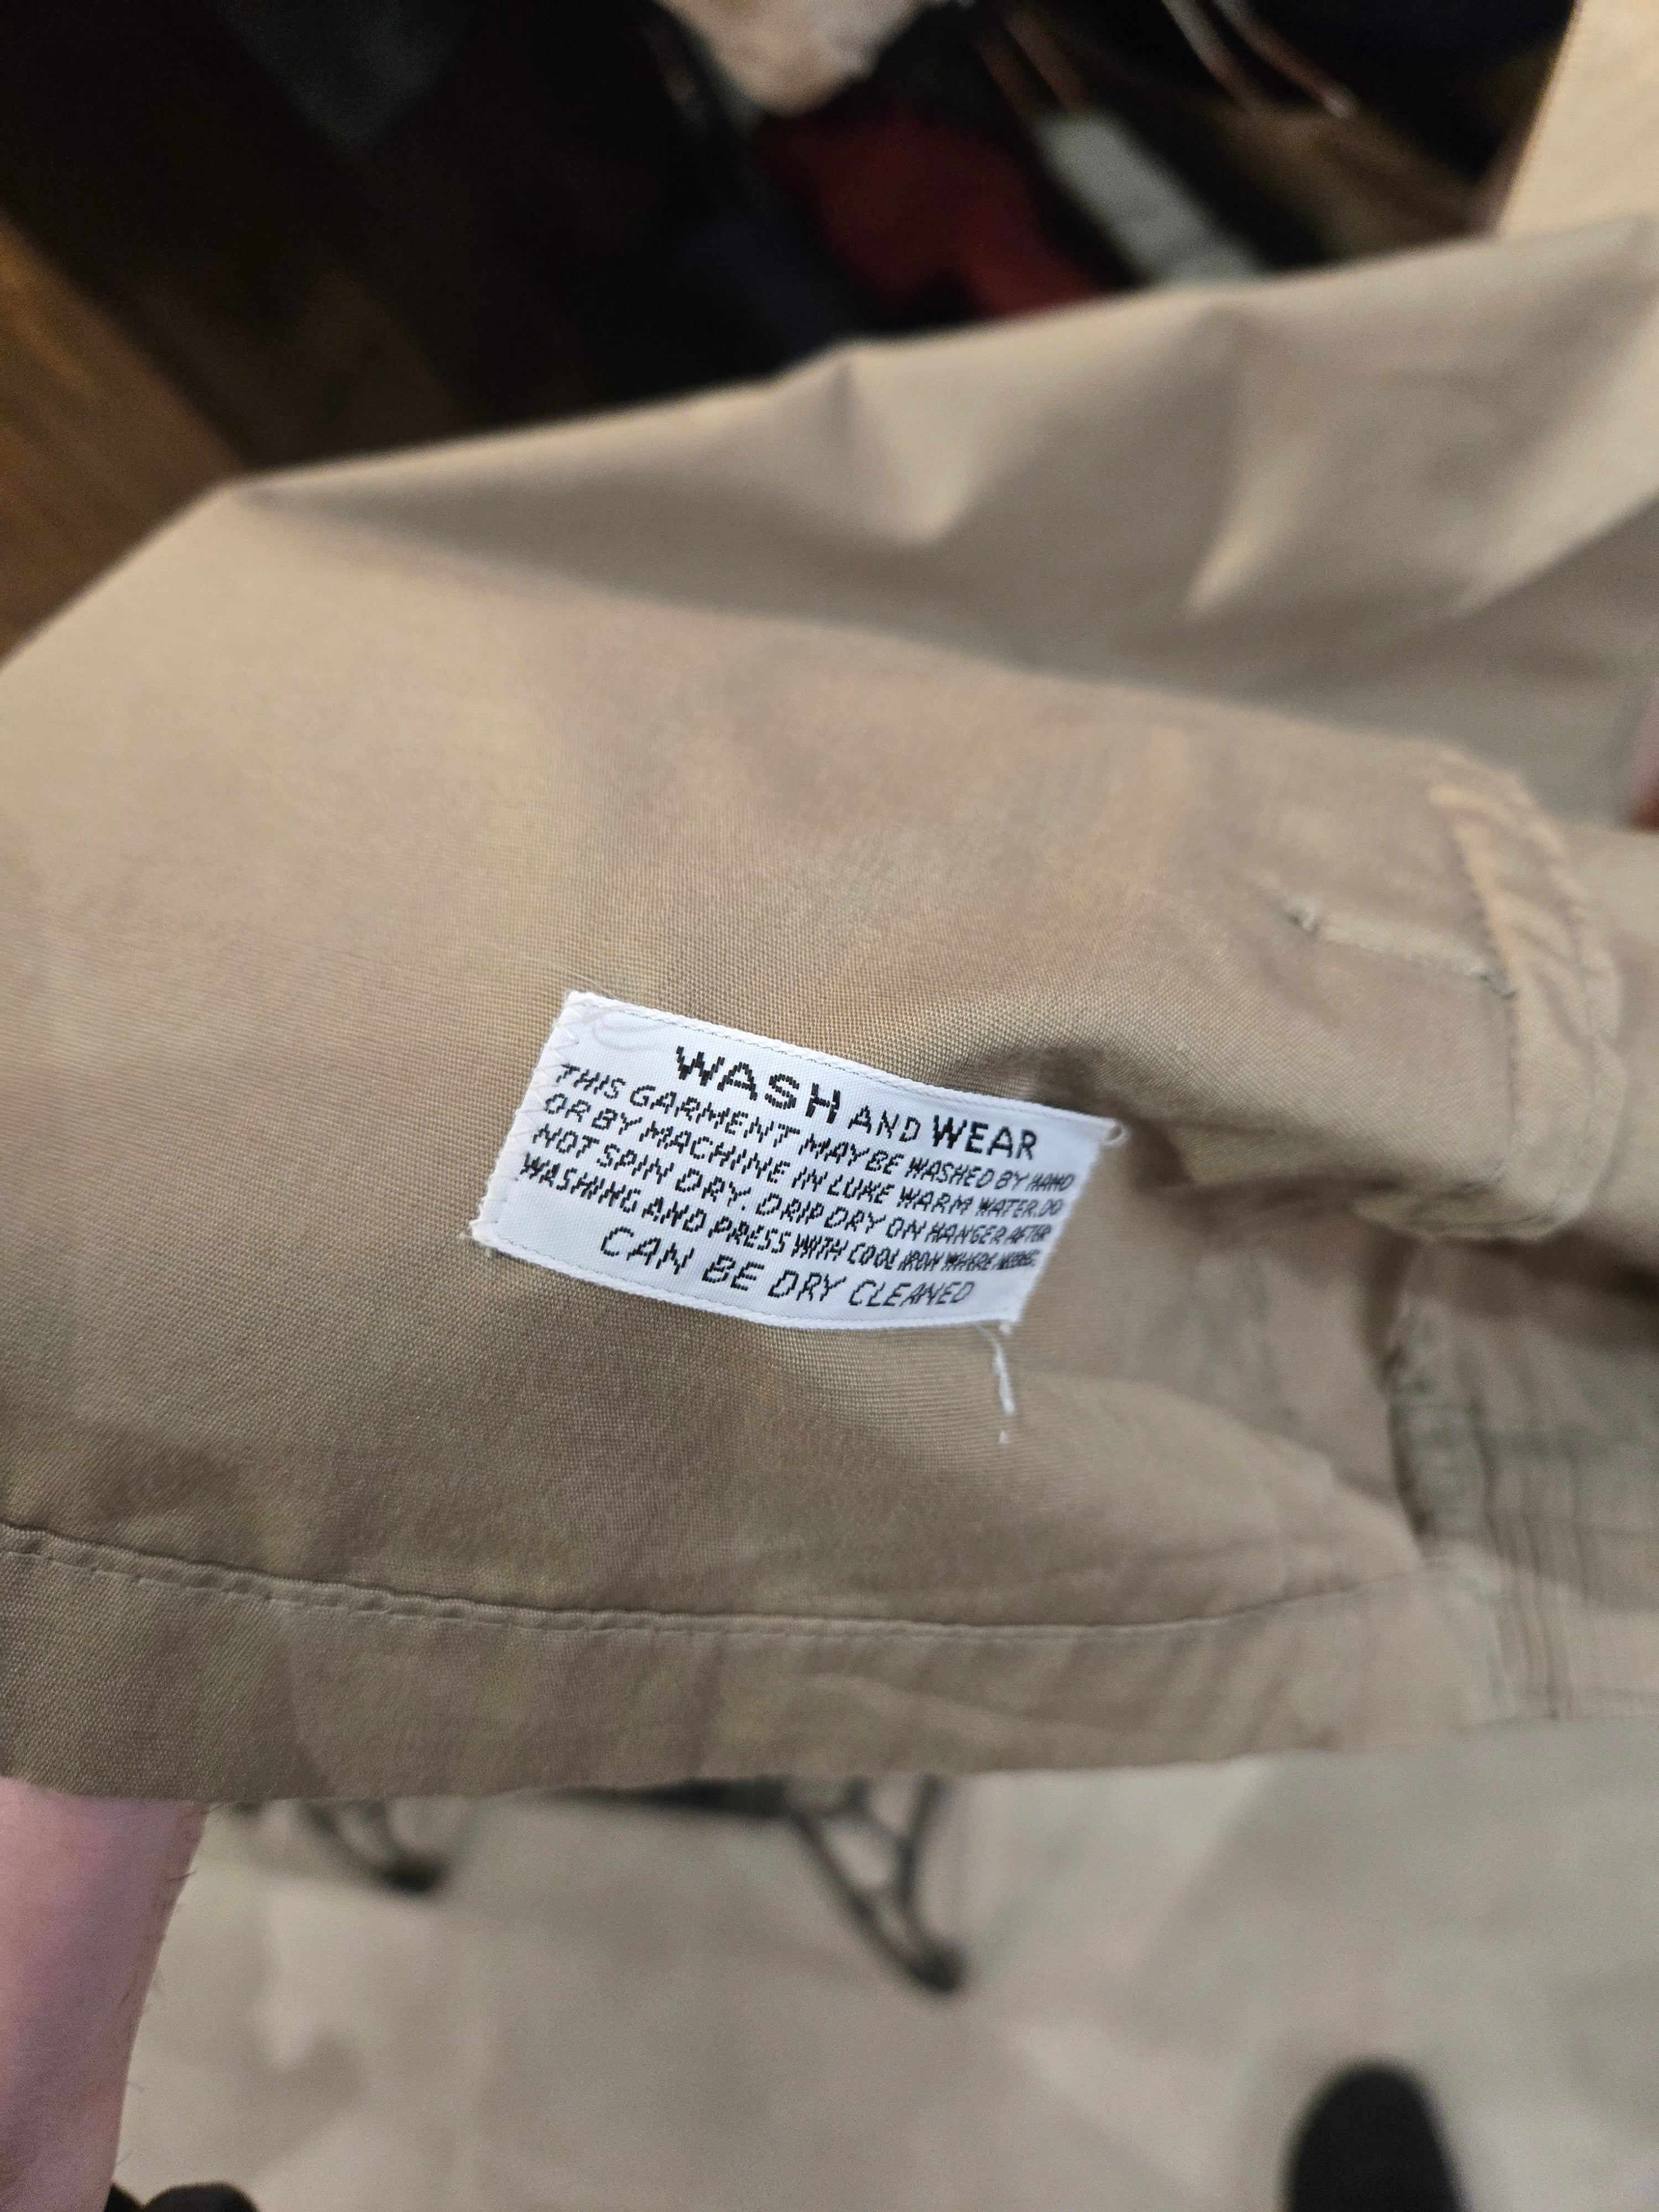 WASH AND WEAR
THIS GARMENT MAY BE WASHED BY HAND
OR BY MACHINE IN LUKE WARM WATER. DO
NOT SPIN DRY. DRIP DRY ON HANGER AFTER
WASHING AND PRESS WITH COOL IRON WHERE NEEDED.
CAN BE DRY CLEANED